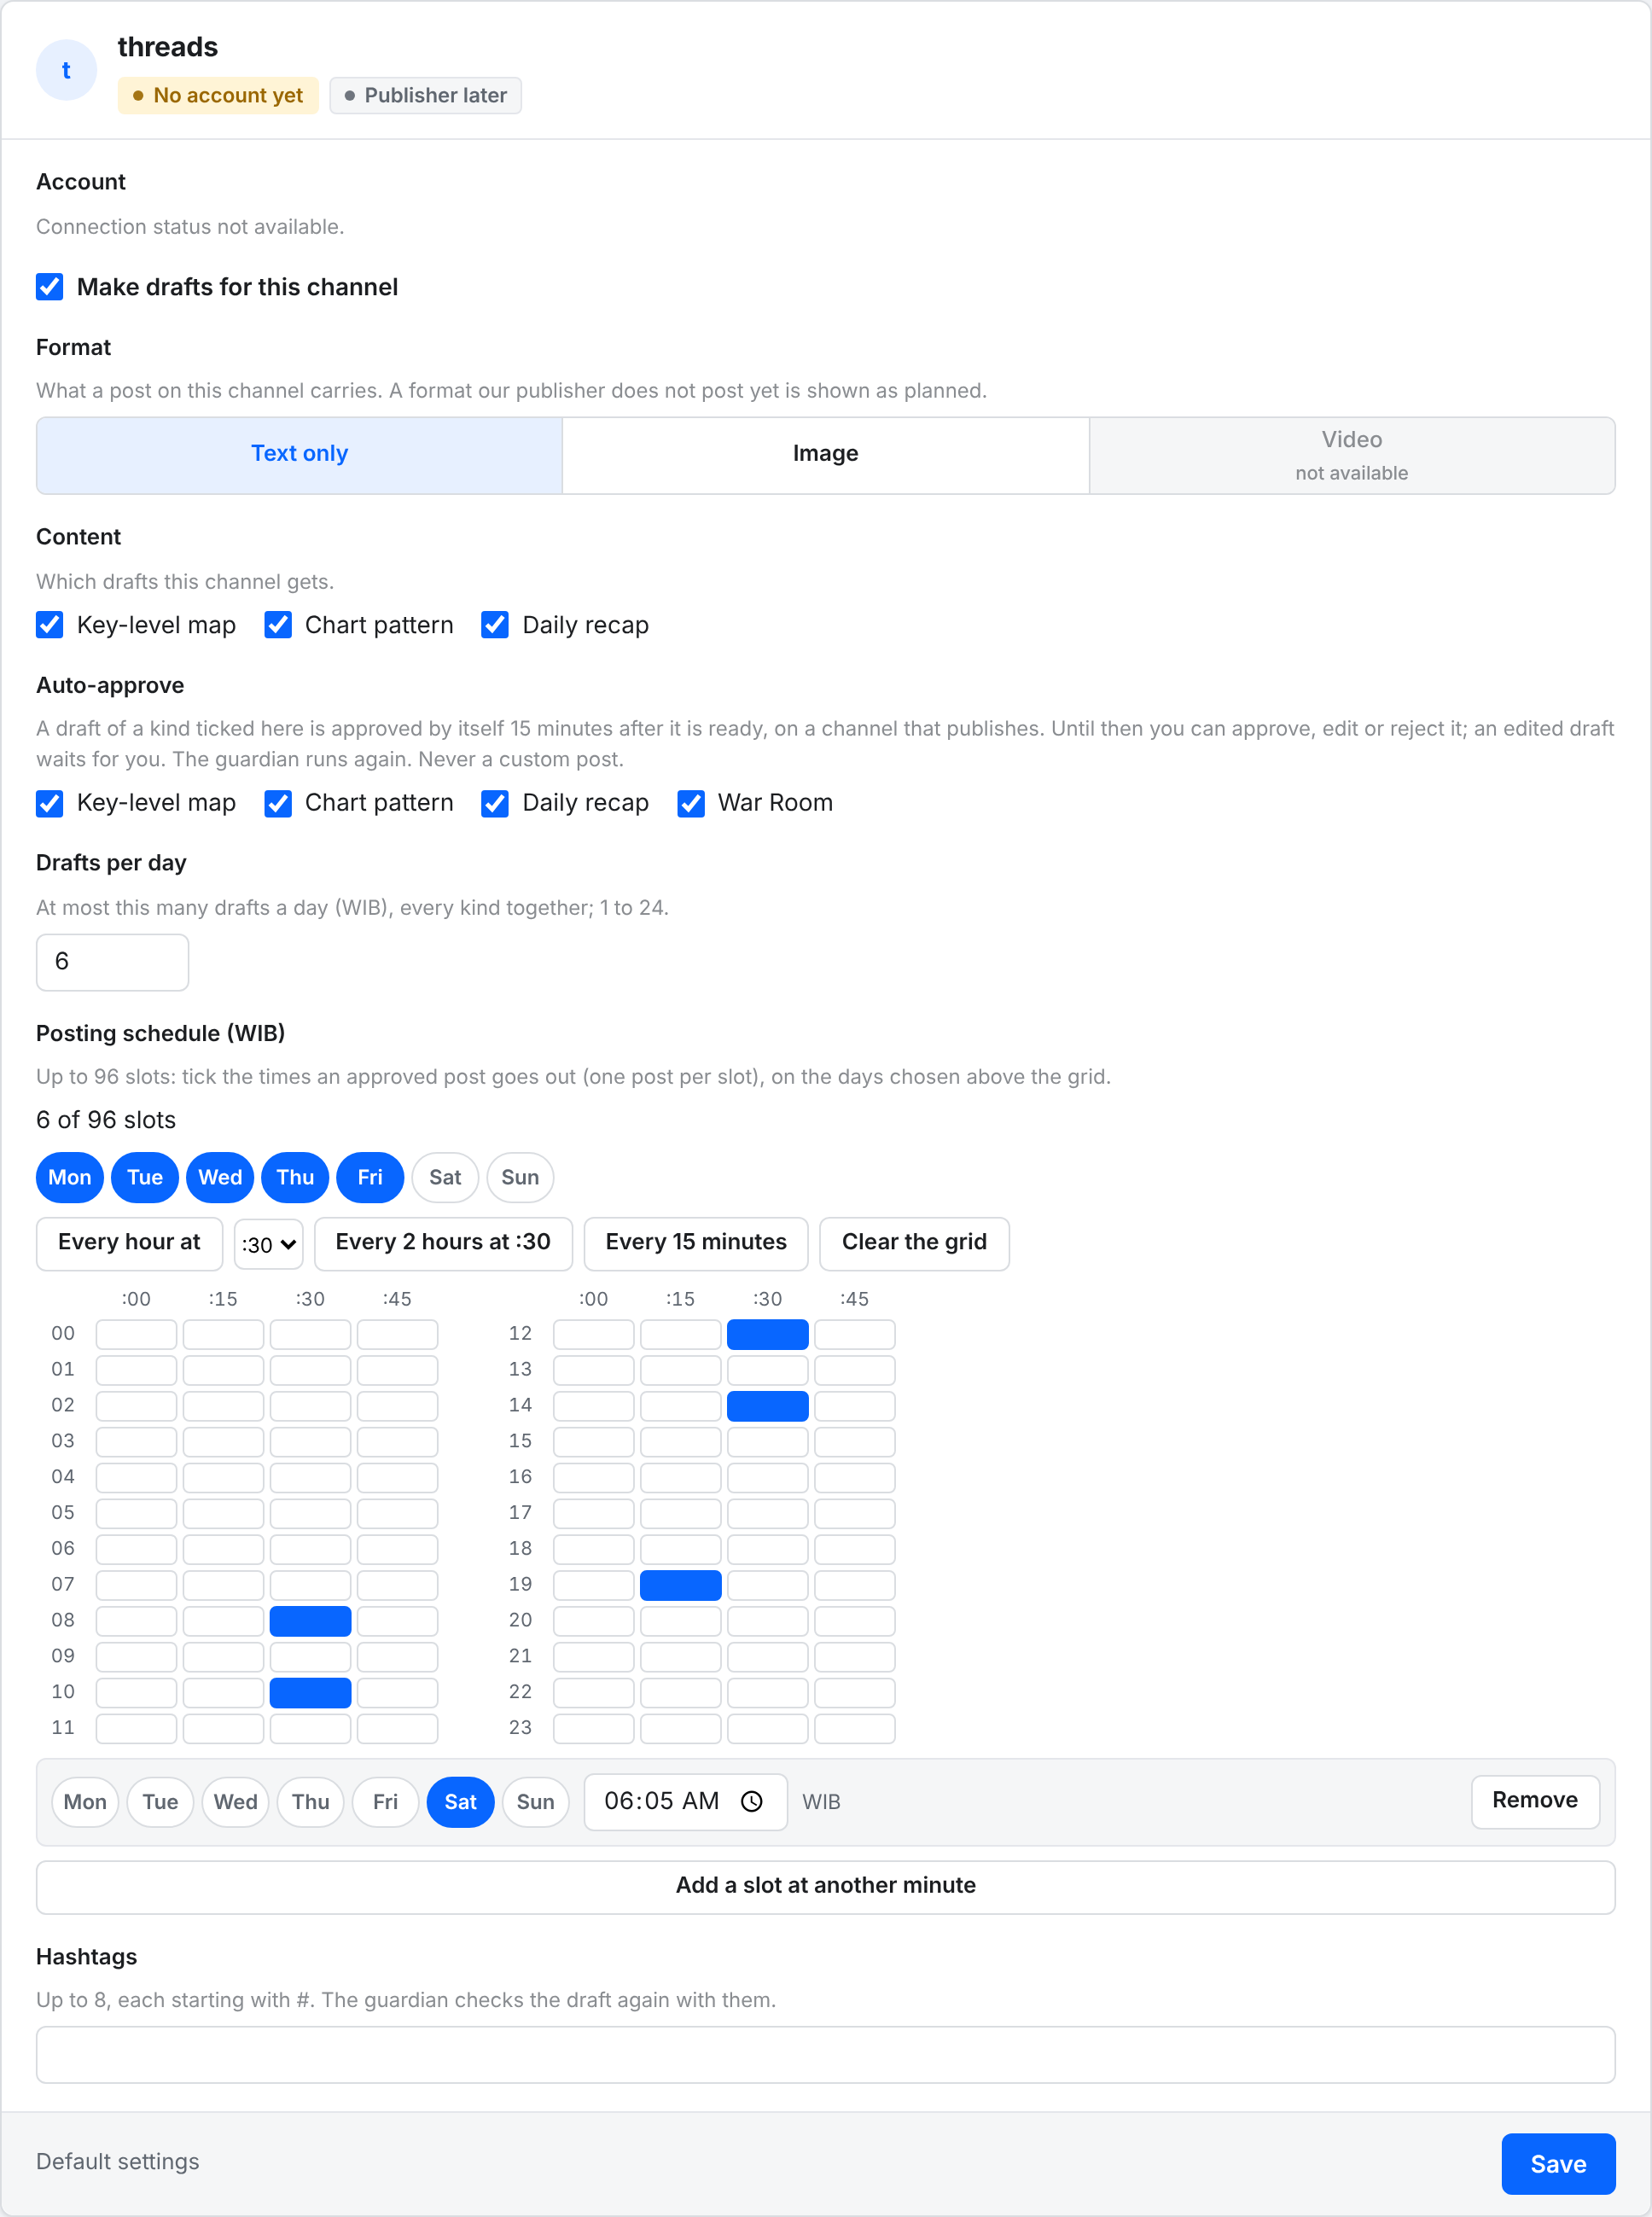 t
threads
No account yet
Publisher later
Account
Connection status not available.
Make drafts for this channel
Format
What a post on this channel carries. A format our publisher does not post yet is shown as planned.
Text only
Image
Video
not available
Content
Which drafts this channel gets.
Key-level map
Chart pattern
Daily recap
Auto-approve
A draft of a kind ticked here is approved by itself 15 minutes after it is ready, on a channel that publishes. Until then you can approve, edit or reject it; an edited draft
waits for you. The guardian runs again. Never a custom post.
Key-level map
Chart pattern
Daily recap
War Room
Drafts per day
At most this many drafts a day (WIB), every kind together; 1 to 24.
6
Posting schedule (WIB)
Up to 96 slots: tick the times an approved post goes out (one post per slot), on the days chosen above the grid.
6 of 96 slots
Mon Tue Wed Thu Fri Sat Sun
Every hour at :30 Every 2 hours at :30 Every 15 minutes Clear the grid
:00 :15 :30 :45 :00 :15 :30 :45
00 12
01 13
02 14
03 15
04 16
05 17
06 18
07 19
08 20
09 21
10 22
11 23
Mon Tue Wed Thu Fri Sat Sun 06:05 AM WIB Remove
Add a slot at another minute
Hashtags
Up to 8, each starting with #. The guardian checks the draft again with them.
Default settings
Save